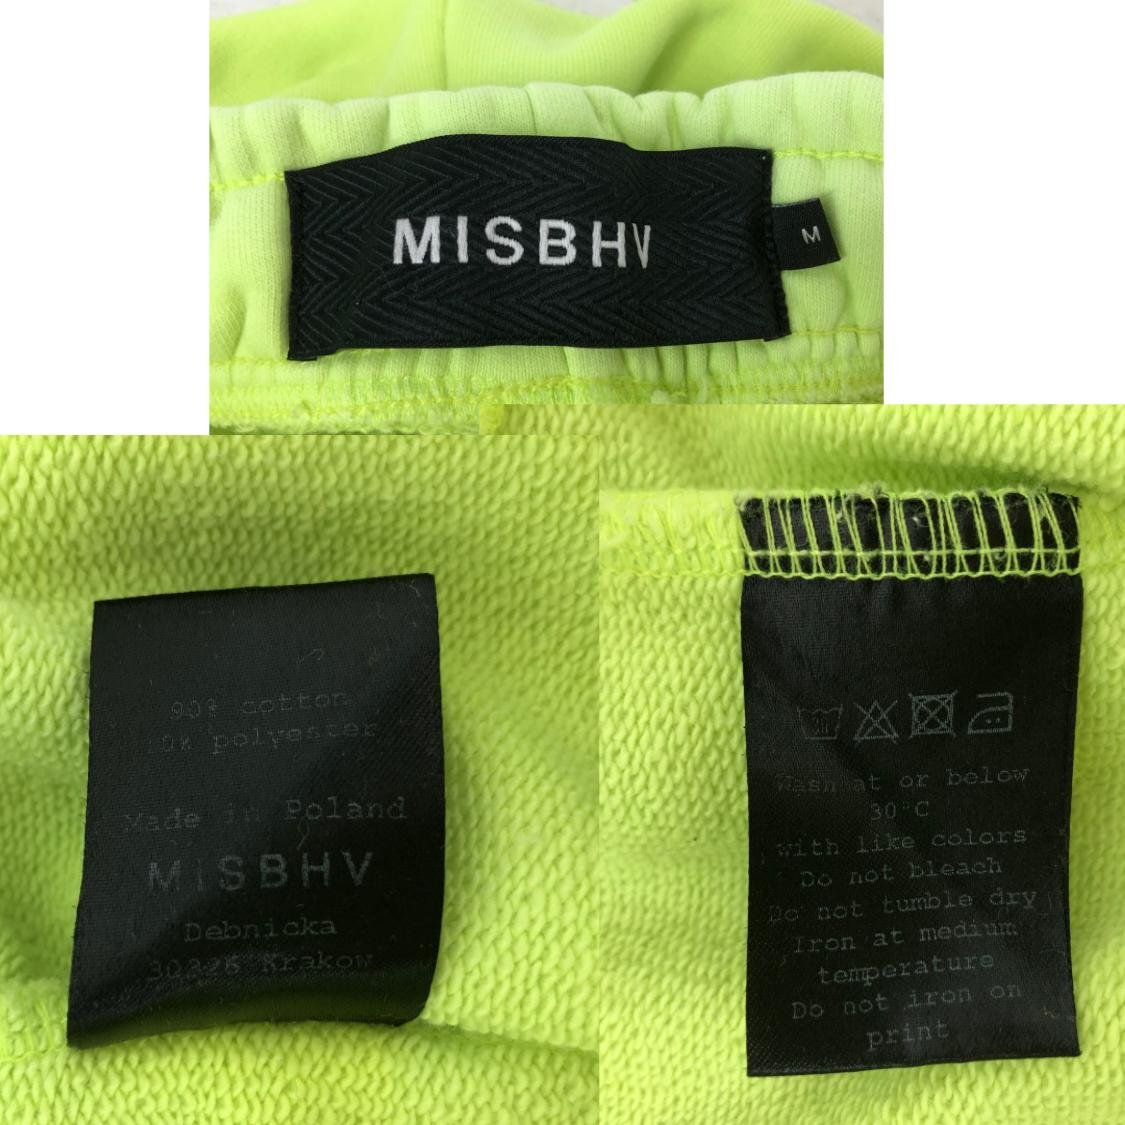 MISBHV
M
90% cotton
10% polyester
Made in Poland
MISBHV
Debnicka
Krakow
Wash at or below
30°C
with like colors
Do not bleach
Do not tumble dry
Iron at medium
temperature
Do not iron on
print